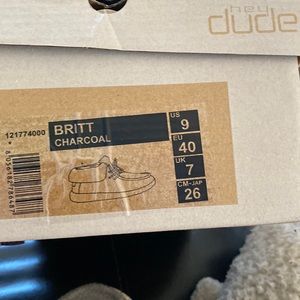 hey
dude
121774000
BRITT
CHARCOAL
US
9
EU
40
UK
7
CM-JAP
26